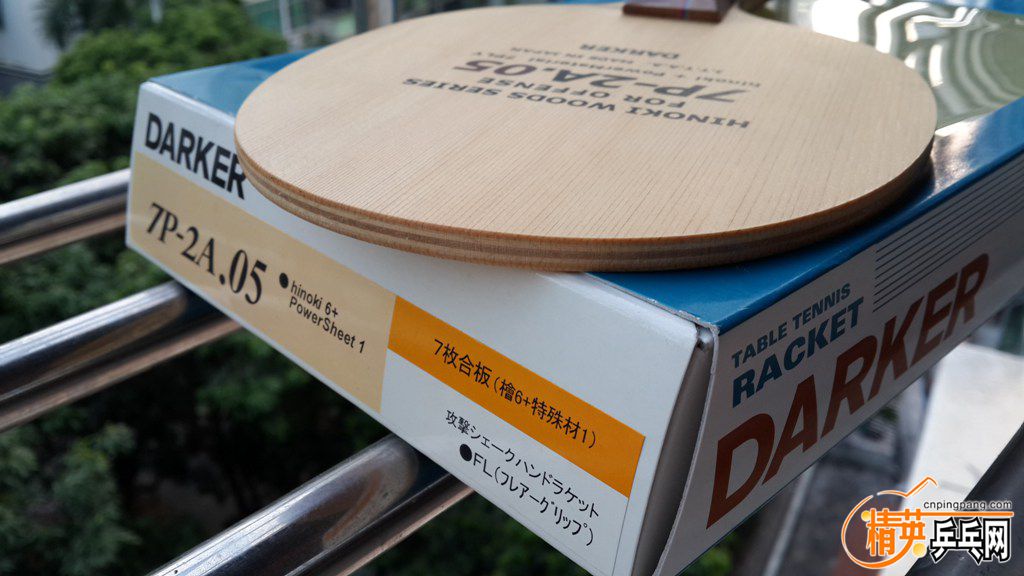 HINOKI WOODS SERIES
FOR OFFENSE
7P-2A.05
DARKER
DARKER
7P-2A.05
●hinoki 6+
PowerSheet 1
7枚合板(檜6+特殊材1)
攻撃シェークハンドラケット
●FL(フレアーグリップ)
TABLE TENNIS
RACKET
DARKER
cnpingpang.com
精英乒乓网